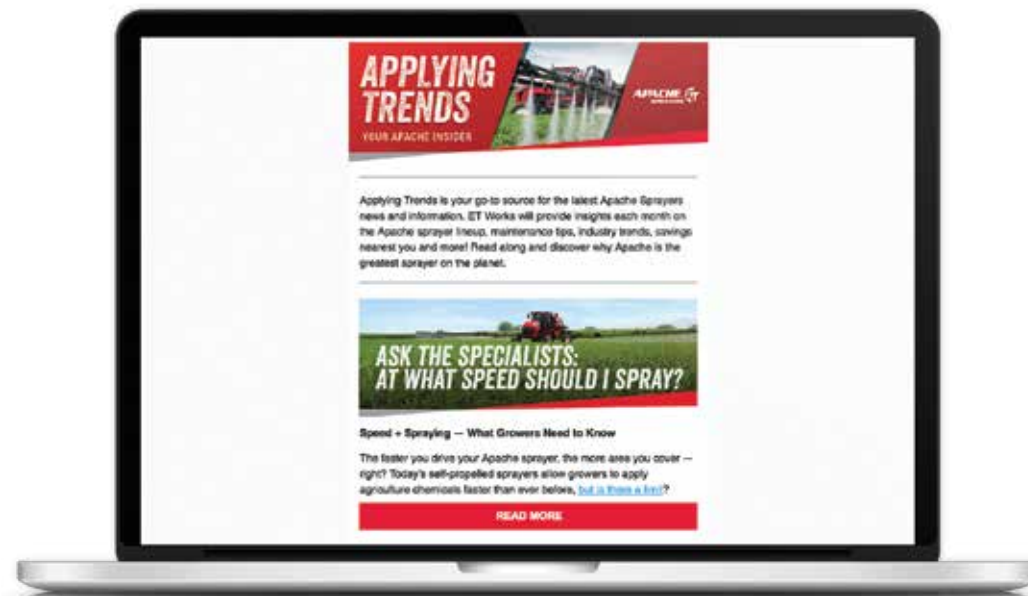 APPLYING
TRENDS
YOUR APACHE INSIDER
APACHE
Applying Trends is your go-to source for the latest Apache Sprayers
news and information. ET Works will provide insights each month on
the Apache sprayer lineup, maintenance tips, industry trends, savings
nearest you and more! Read along and discover why Apache is the
greatest sprayer on the planet.
ASK THE SPECIALISTS:
AT WHAT SPEED SHOULD I SPRAY?
Speed + Spraying — What Growers Need to Know
The faster you drive your Apache sprayer, the more area you cover —
right? Today's self-propelled sprayers allow growers to apply
agriculture chemicals faster than ever before, but is there a limit?
READ MORE